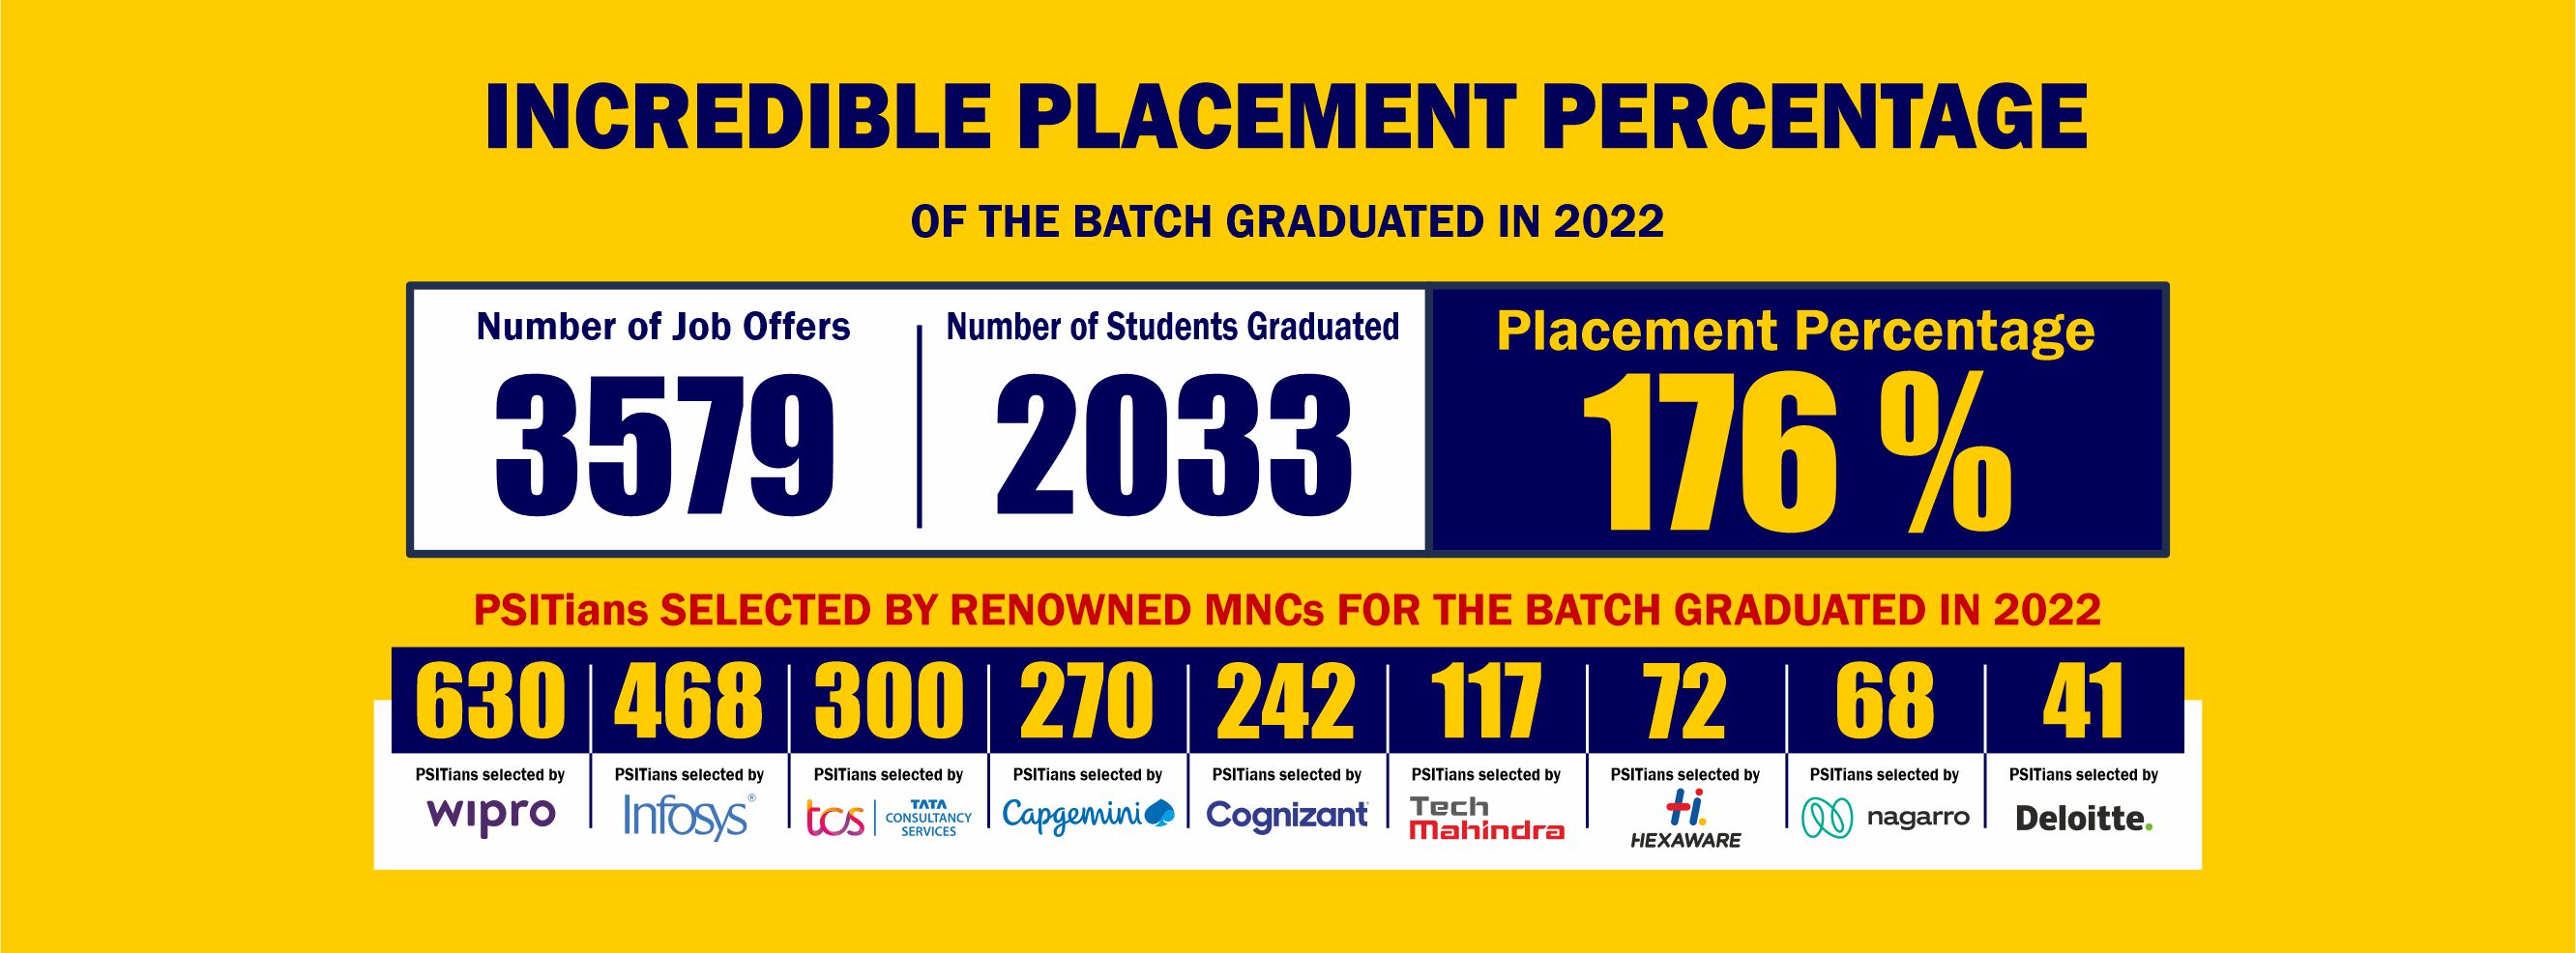 INCREDIBLE PLACEMENT PERCENTAGE
OF THE BATCH GRADUATED IN 2022
Number of Job Offers
3579
Number of Students Graduated
2033
Placement Percentage
176 %
PSITians SELECTED BY RENOWNED MNCs FOR THE BATCH GRADUATED IN 2022
630
PSITians selected by
wipro
468
PSITians selected by
Infosys®
300
PSITians selected by
tcs
TATA
CONSULTANCY
SERVICES
270
PSITians selected by
Capgemini
242
PSITians selected by
Cognizant
117
PSITians selected by
Tech
Mahindra
72
PSITians selected by
Hi.
HEXAWARE
68
PSITians selected by
nagarro
41
PSITians selected by
Deloitte.